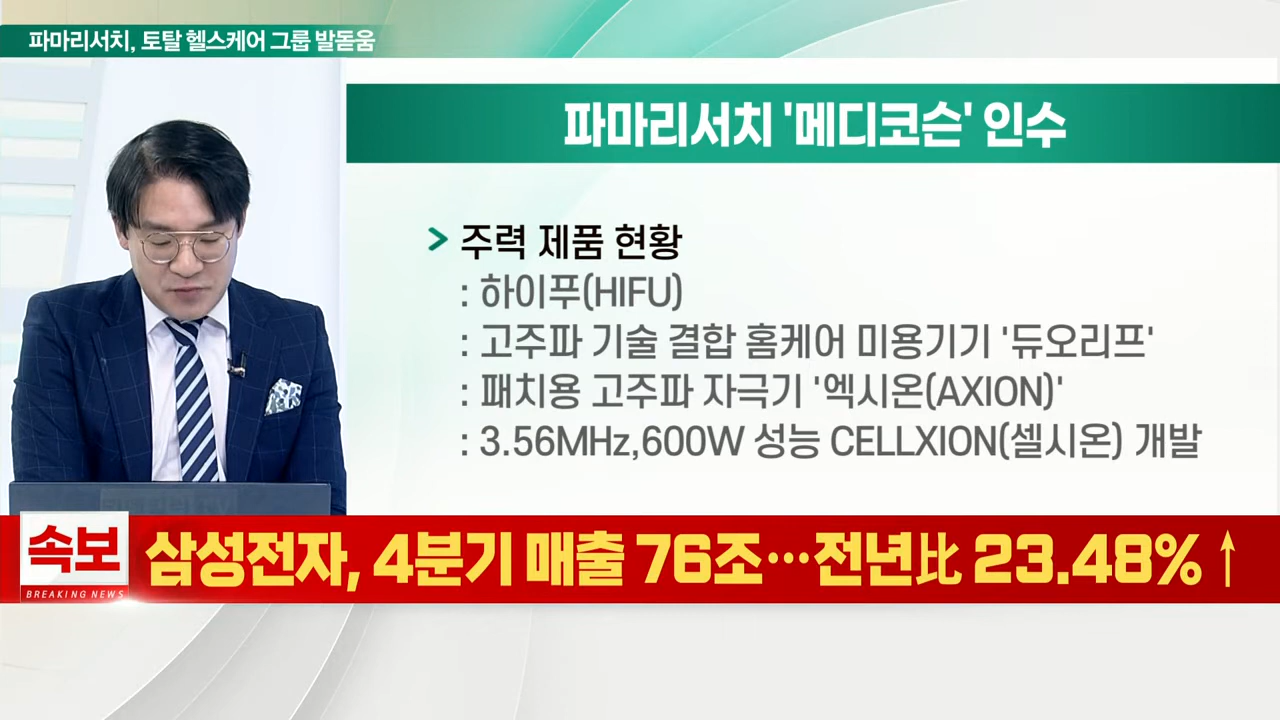 파마리서치, 토탈 헬스케어 그룹 발돋움
파마리서치 '메디코슨' 인수
> 주력 제품 현황
: 하이푸(HIFU)
: 고주파 기술 결합 홈케어 미용기기 '듀오리프'
: 패치용 고주파 자극기 '엑시온(AXION)'
: 3.56MHz,600W 성능 CELLXION(셀시온) 개발
속보
BREAKING NEWS
삼성전자, 4분기 매출 76조…전년比 23.48%↑